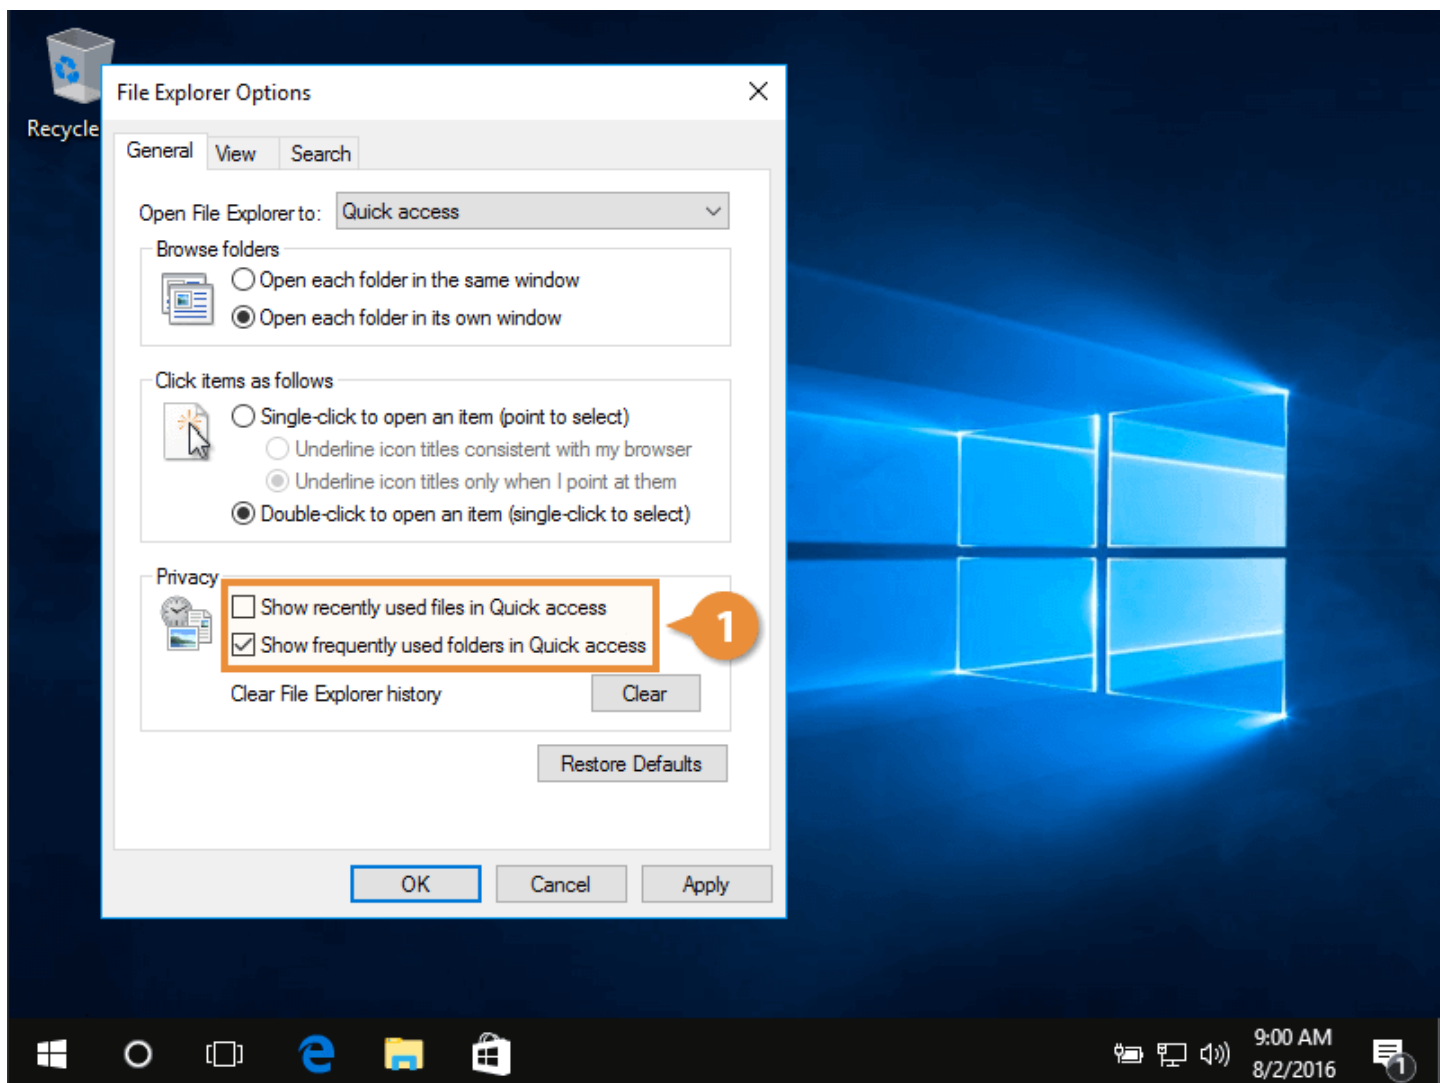 Recycle
File Explorer Options
General View Search
Open File Explorer to: Quick access
Browse folders
Open each folder in the same window
Open each folder in its own window
Click items as follows
Single-click to open an item (point to select)
Underline icon titles consistent with my browser
Underline icon titles only when I point at them
Double-click to open an item (single-click to select)
Privacy
Show recently used files in Quick access
Show frequently used folders in Quick access
1
Clear File Explorer history Clear
Restore Defaults
OK Cancel Apply
9:00 AM
8/2/2016
1